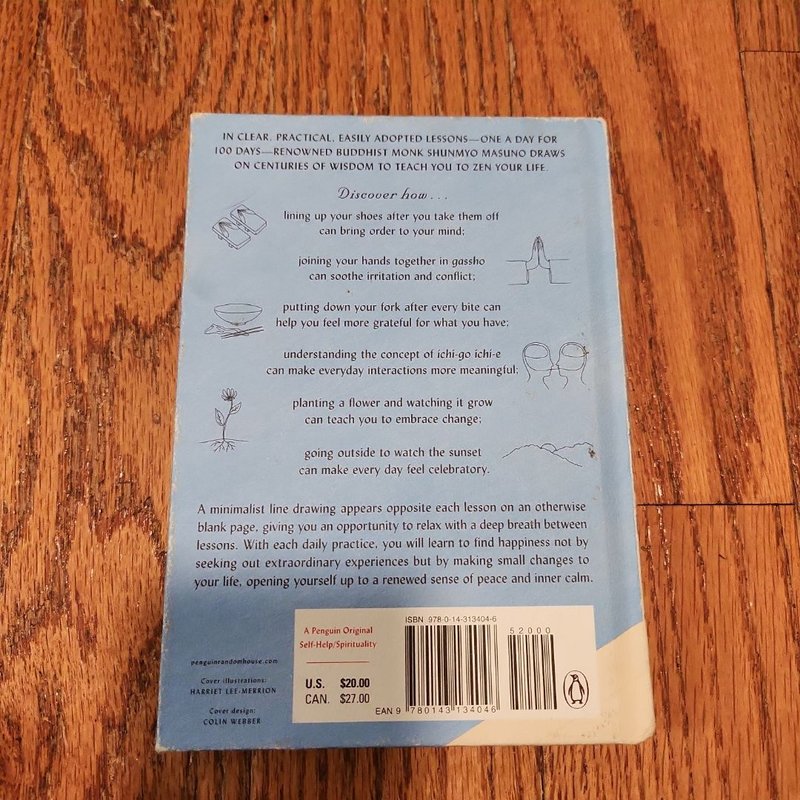 IN CLEAR, PRACTICAL, EASILY ADOPTED LESSONS—ONE A DAY FOR
100 DAYS—RENOWNED BUDDHIST MONK SHUNMYO MASUNO DRAWS
ON CENTURIES OF WISDOM TO TEACH YOU TO ZEN YOUR LIFE.
Discover how . . .
lining up your shoes after you take them off
can bring order to your mind;
joining your hands together in gassho
can soothe irritation and conflict;
putting down your fork after every bite can
help you feel more grateful for what you have;
understanding the concept of ichi-go ichi-e
can make everyday interactions more meaningful;
planting a flower and watching it grow
can teach you to embrace change;
going outside to watch the sunset
can make every day feel celebratory.
A minimalist line drawing appears opposite each lesson on an otherwise
blank page, giving you an opportunity to relax with a deep breath between
lessons. With each daily practice, you will learn to find happiness not by
seeking out extraordinary experiences but by making small changes to
your life, opening yourself up to a renewed sense of peace and inner calm.
penguinrandomhouse.com
Cover illustrations:
HARRIET LEE-MERRION
Cover design:
COLIN WEBBER
A Penguin Original
Self-Help/Spirituality
U.S. $20.00
CAN. $27.00
ISBN 978-0-14-313404-6
52000
EAN 9 780143 134046